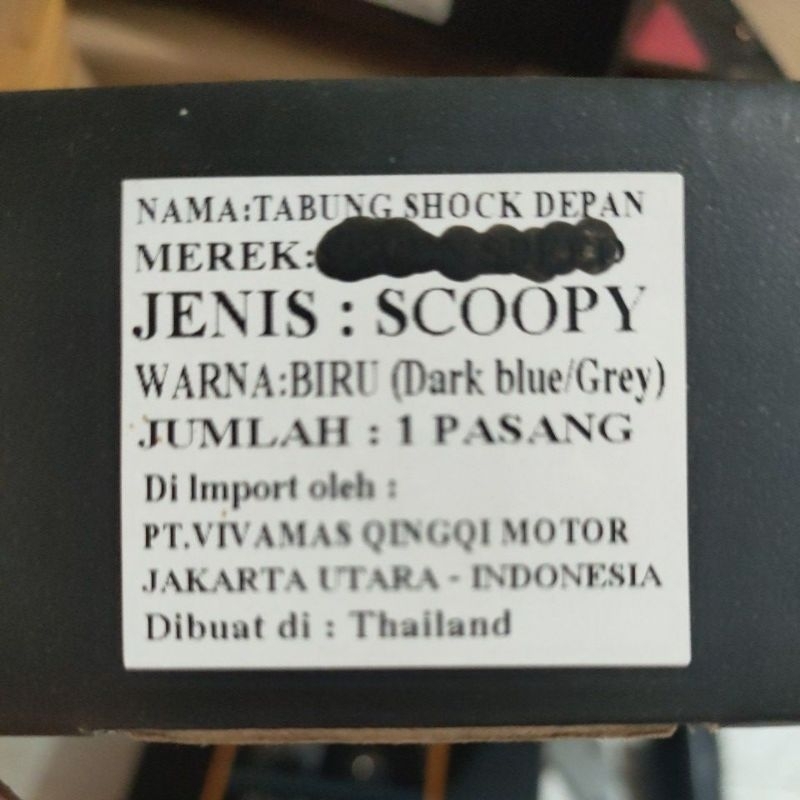 NAMA:TABUNG SHOCK DEPAN
MEREK:
JENIS : SCOOPY
WARNA:BIRU (Dark blue/Grey)
JUMLAH : 1 PASANG
Di Import oleh :
PT.VIVAMAS QINGQI MOTOR
JAKARTA UTARA - INDONESIA
Dibuat di : Thailand